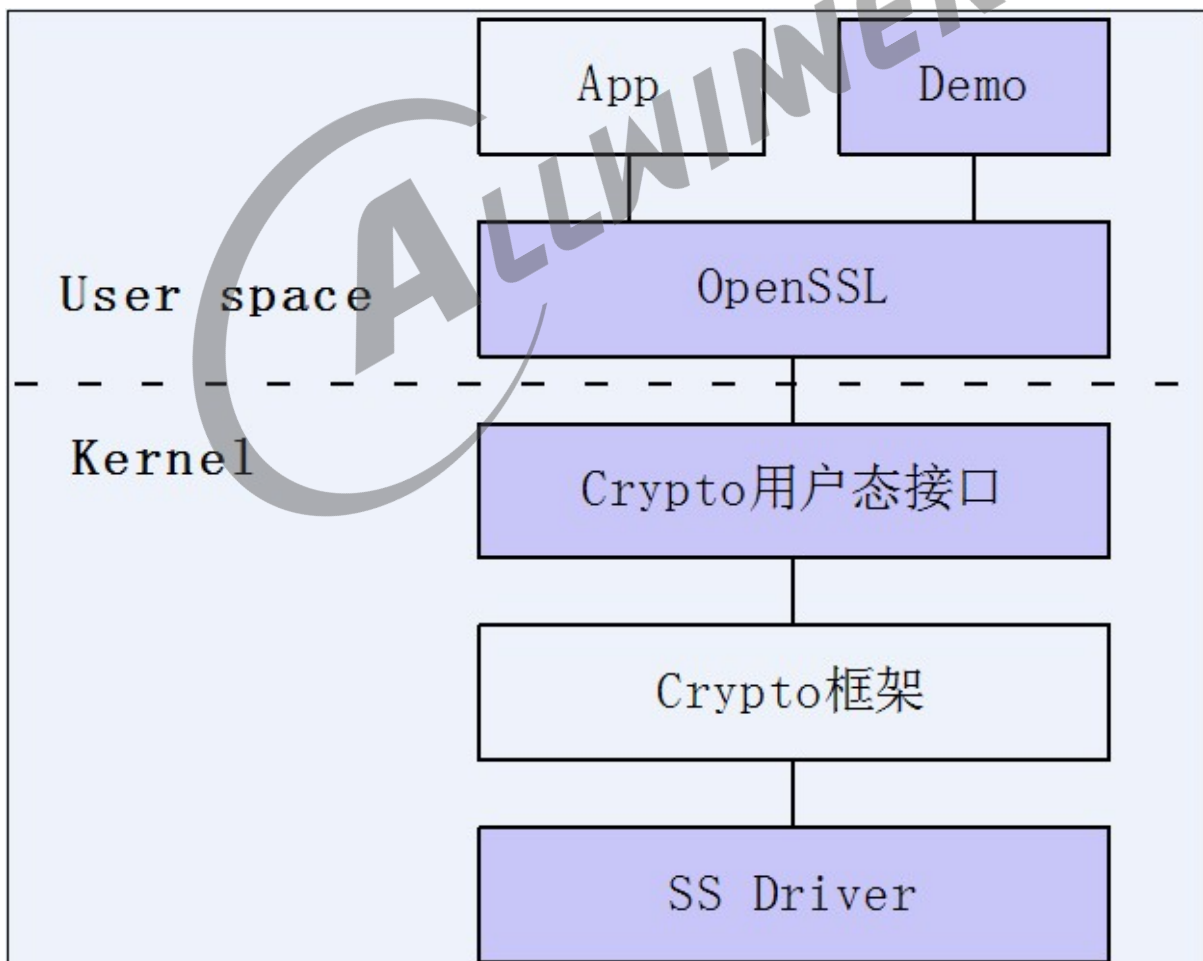 App
Demo
OpenSSL
User space
Kernel
Crypto用户态接口
Crypto框架
SS Driver